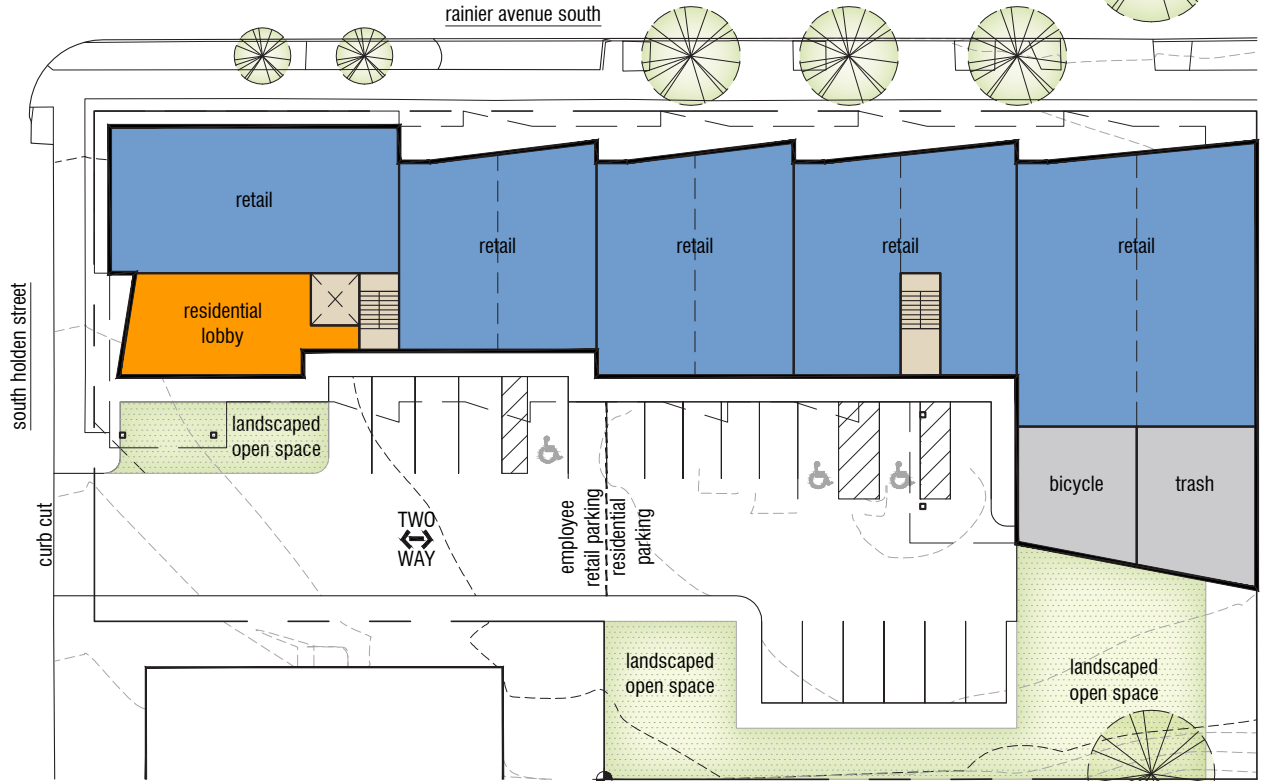 rainier avenue south
retail
retail
retail
retail
retail
residential
lobby
south holden street
landscaped
open space
curb cut
TWO
WAY
employee
retail parking
residential
parking
bicycle
trash
landscaped
open space
landscaped
open space